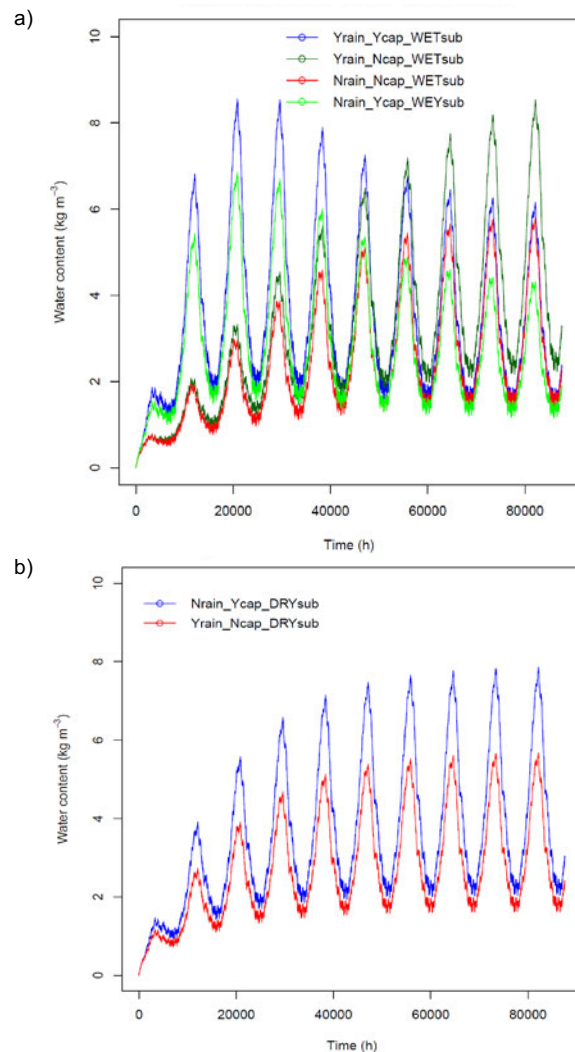 a)
Yrain_Ycap_WETsub
Yrain_Ncap_WETsub
Nrain_Ncap_WETsub
Nrain_Ycap_WEYsub
Water content (kg m⁻³)
10
8
6
4
2
0
0 20000 40000 60000 80000
Time (h)
b)
Nrain_Ycap_DRYsub
Yrain_Ncap_DRYsub
Water content (kg m⁻³)
10
8
6
4
2
0
0 20000 40000 60000 80000
Time (h)